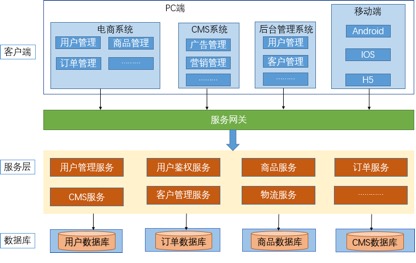 PC端
移动端
电商系统
CMS系统
后台管理系统
用户管理
商品管理
广告管理
用户管理
Android
客户端
订单管理
………
营销管理
客户管理
IOS
………
………
H5
服务网关
服务层
用户管理服务
用户鉴权服务
商品服务
订单服务
CMS服务
客户管理服务
物流服务
…………
数据库
用户数据库
订单数据库
商品数据库
CMS数据库